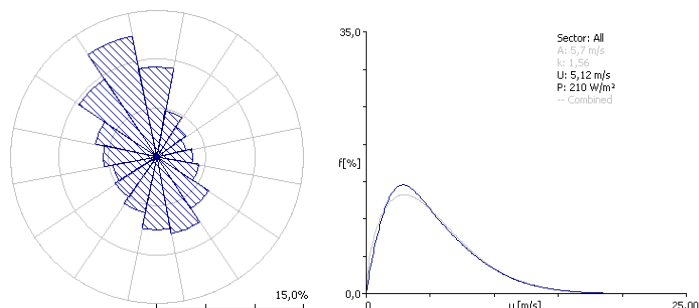 15,0%
35,0
f[%]
0,0
Sector: All
A: 5,7 m/s
k: 1,56
U: 5,12 m/s
P: 210 W/m²
-- Combined
0
u [m/s]
25,00